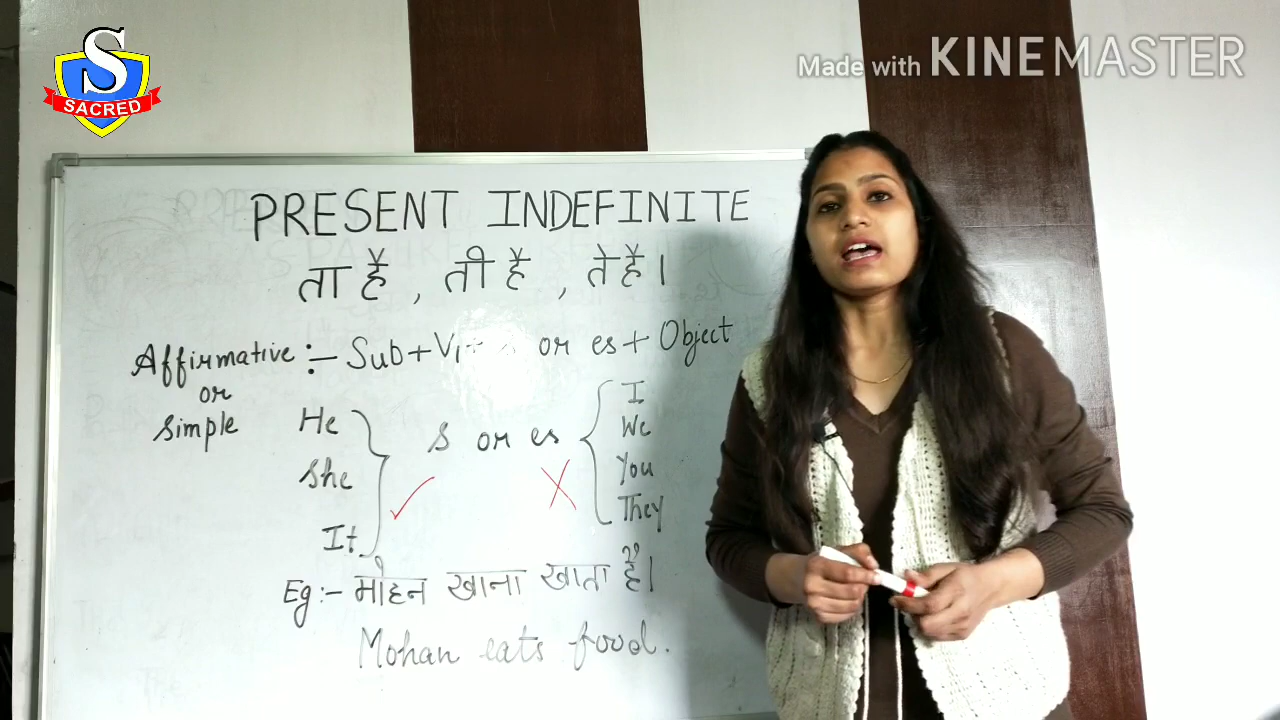 S
SACRED
Made with KINEMASTER
PRESENT INDEFINITE
ता है, ती है, ते हैं।
Affirmative :- Sub+V1+ or es+ Object
or
simple
He
She
It
s or es
I
We
You
They
Eg:- मोहन खाना खाता है।
Mohan eats food.